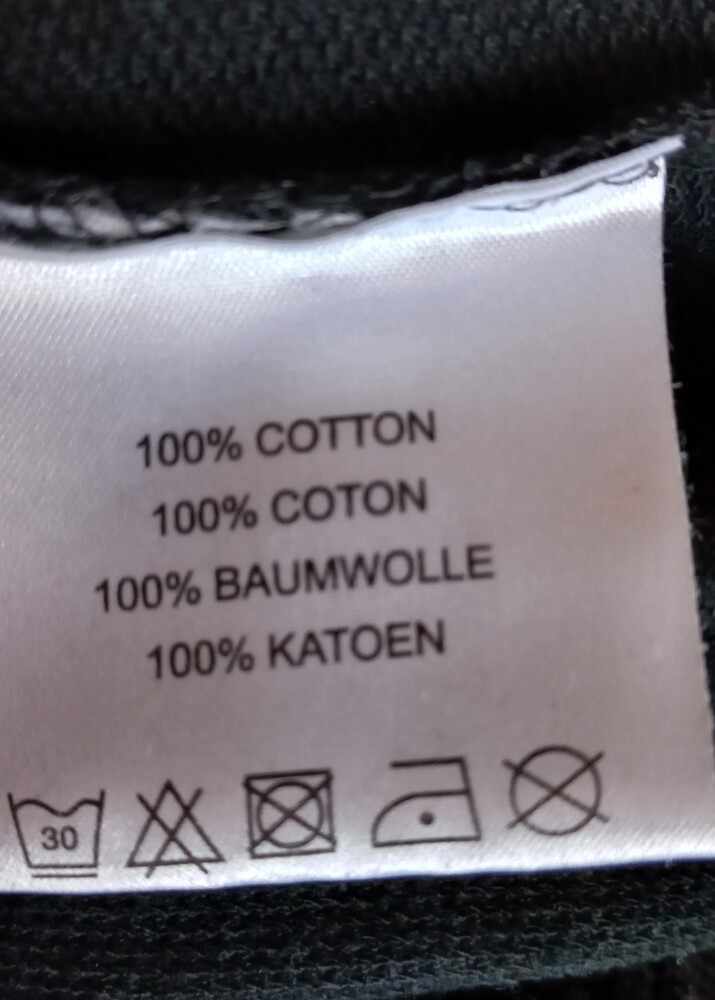 100% COTTON
100% COTON
100% BAUMWOLLE
100% KATOEN
30